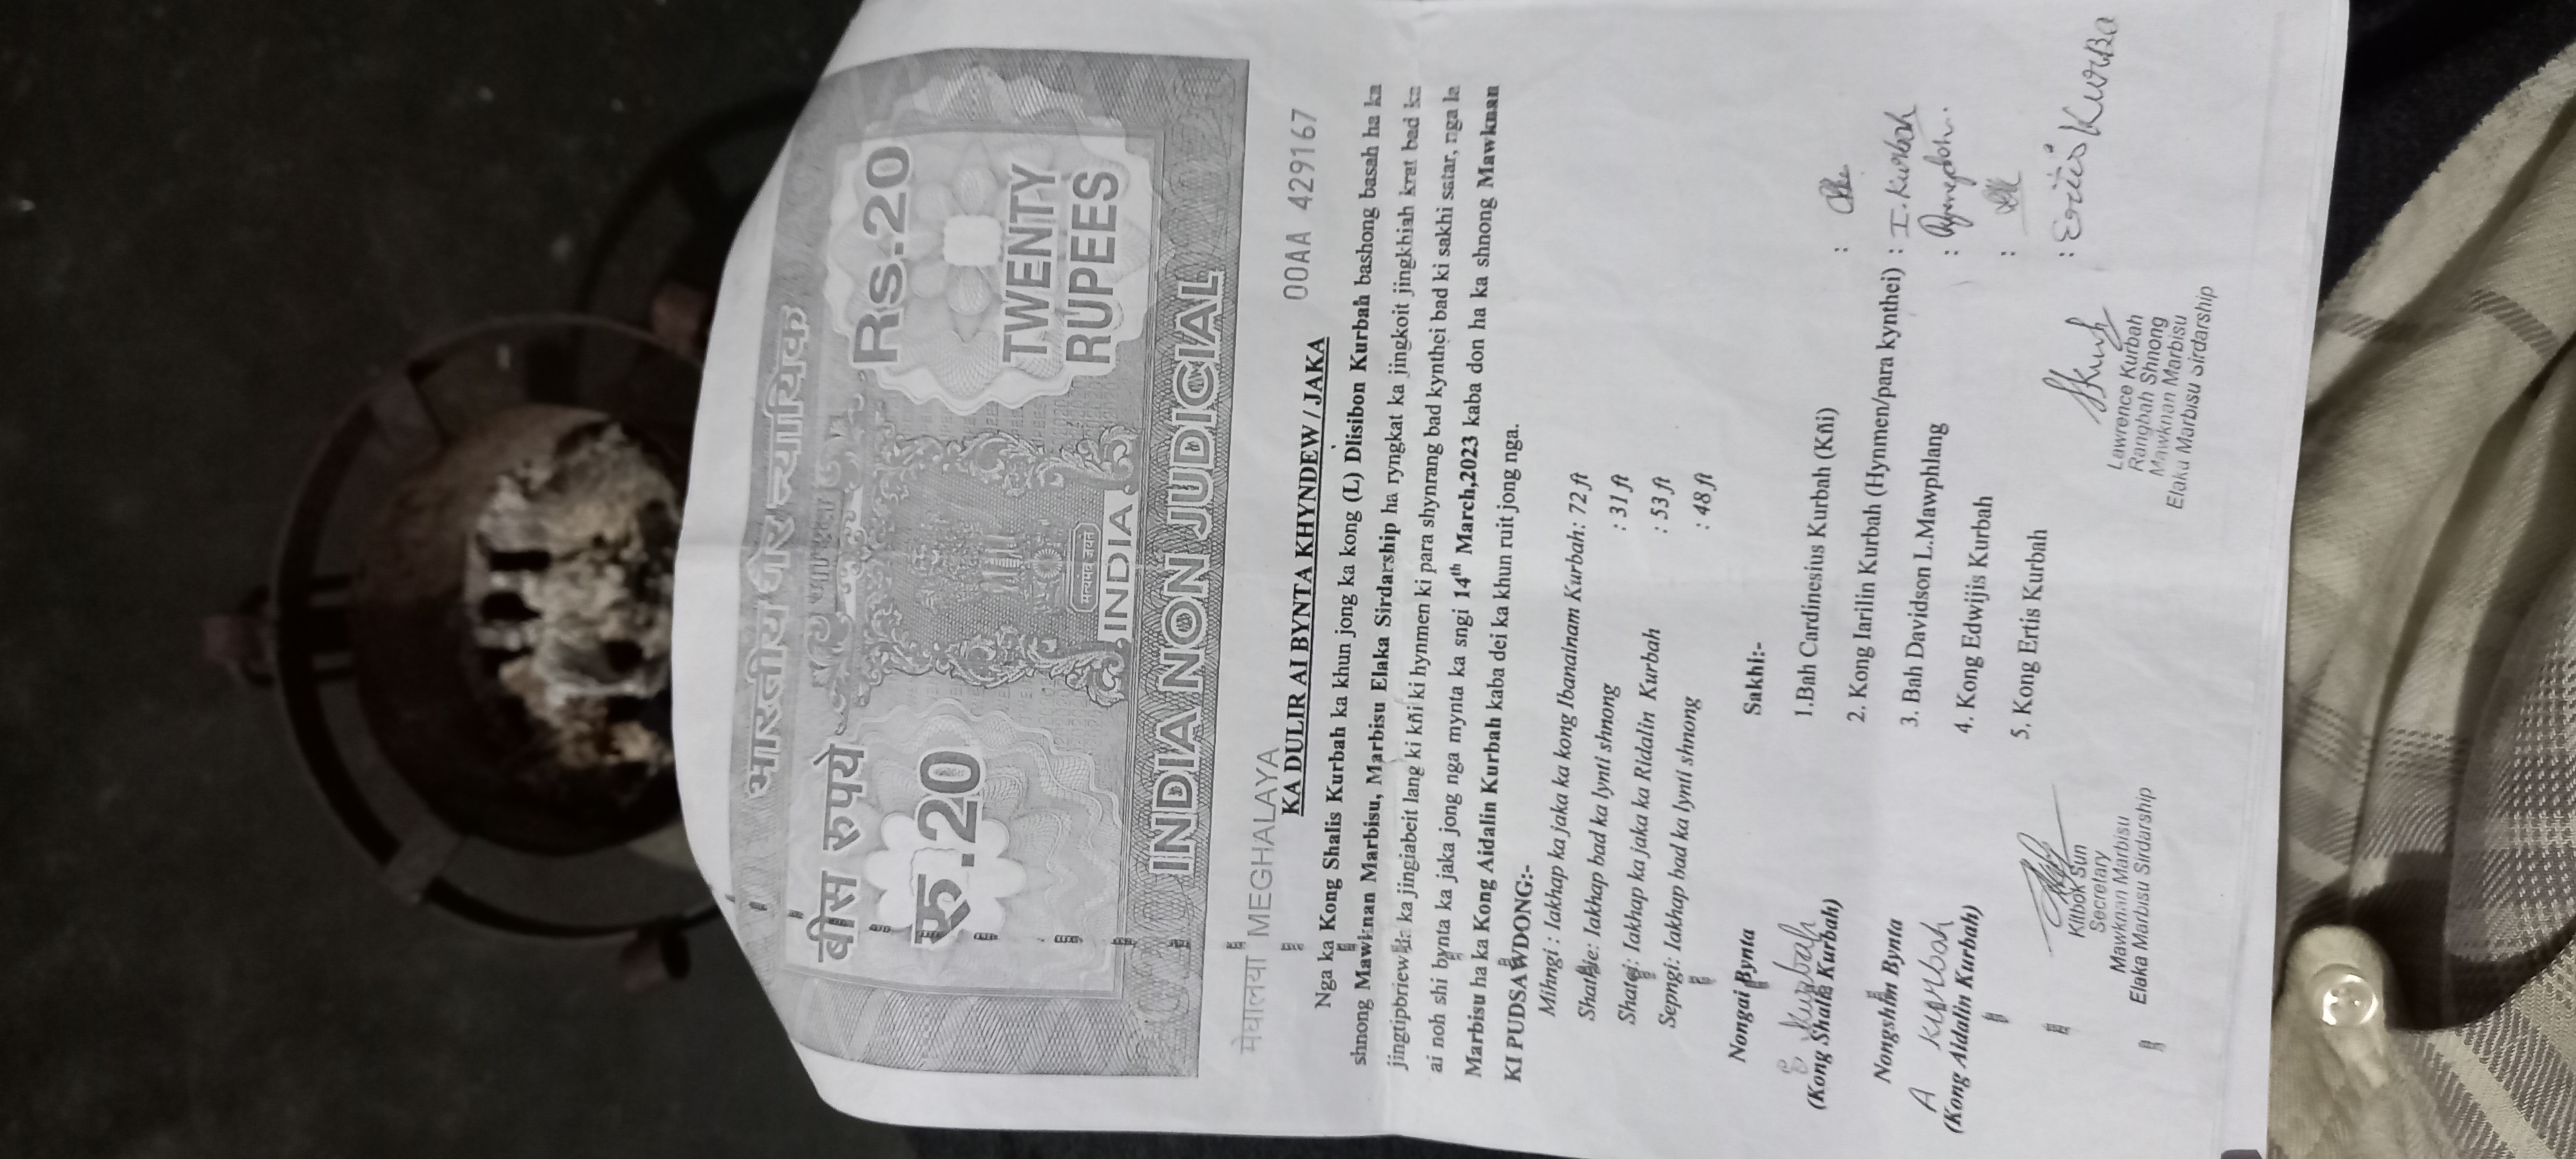 भारतीय गैर न्यायिक
बीस रुपये
रु.20
Rs.20
TWENTY
RUPEES
सत्यमेव जयते
INDIA
INDIA NON JUDICIAL
मेघालया MEGHALAYA
00AA 429167
KA DULIR AI BYNTA KHYNDEW / JAKA
Nga ka Kong Shalis Kurbah ka khun jong ka kong (L) Dlisibon Kurbah bashong basah ha ka
shnong Mawknan Marbisu, Marbisu Elaka Sirdarship ha ryngkat ka jingkoit jingkhiah krat bad ka
jingtipbriew ka jingiabeit lang ki kñi ki hynmen ki para shynrang bad kynthei bad ki sakhi satar, nga la
ai noh shi bynta ka jaka jong nga mynta ka sngi 14th March,2023 kaba don ha ka shnong Mawknan
Marbisu ha ka Kong Aidalin Kurbah kaba dei ka khun ruit jong nga.
KI PUDSAWDONG:-
Mihngi : Iakhap ka jaka ka kong Ibanainam Kurbah: 72 ft
Shathie: Iakhap bad ka lynti shnong : 31 ft
Shatei: Iakhap ka jaka ka Ridalin Kurbah : 53 ft
Sepngi: Iakhap bad ka lynti shnong : 48 ft
Nongai Bynta
S Kurbah
(Kong Shalis Kurbah)
Nongshim Bynta
A Kurbah
(Kong Aidalin Kurbah)
Sakhi:-
1.Bah Cardinesius Kurbah (Kñi) :
2. Kong Iarilin Kurbah (Hynmen/para kynthei) : I. Kurbah
3. Bah Davidson L.Mawphlang :
4. Kong Edwijis Kurbah :
5. Kong Ertis Kurbah : Ertis Kurba
Kitbok Sun
Secretary
Mawknan Marbisu
Elaka Marbisu Sirdarship
Lawrence Kurbah
Rangbah Shnong
Mawknan Marbisu
Elaka Marbisu Sirdarship